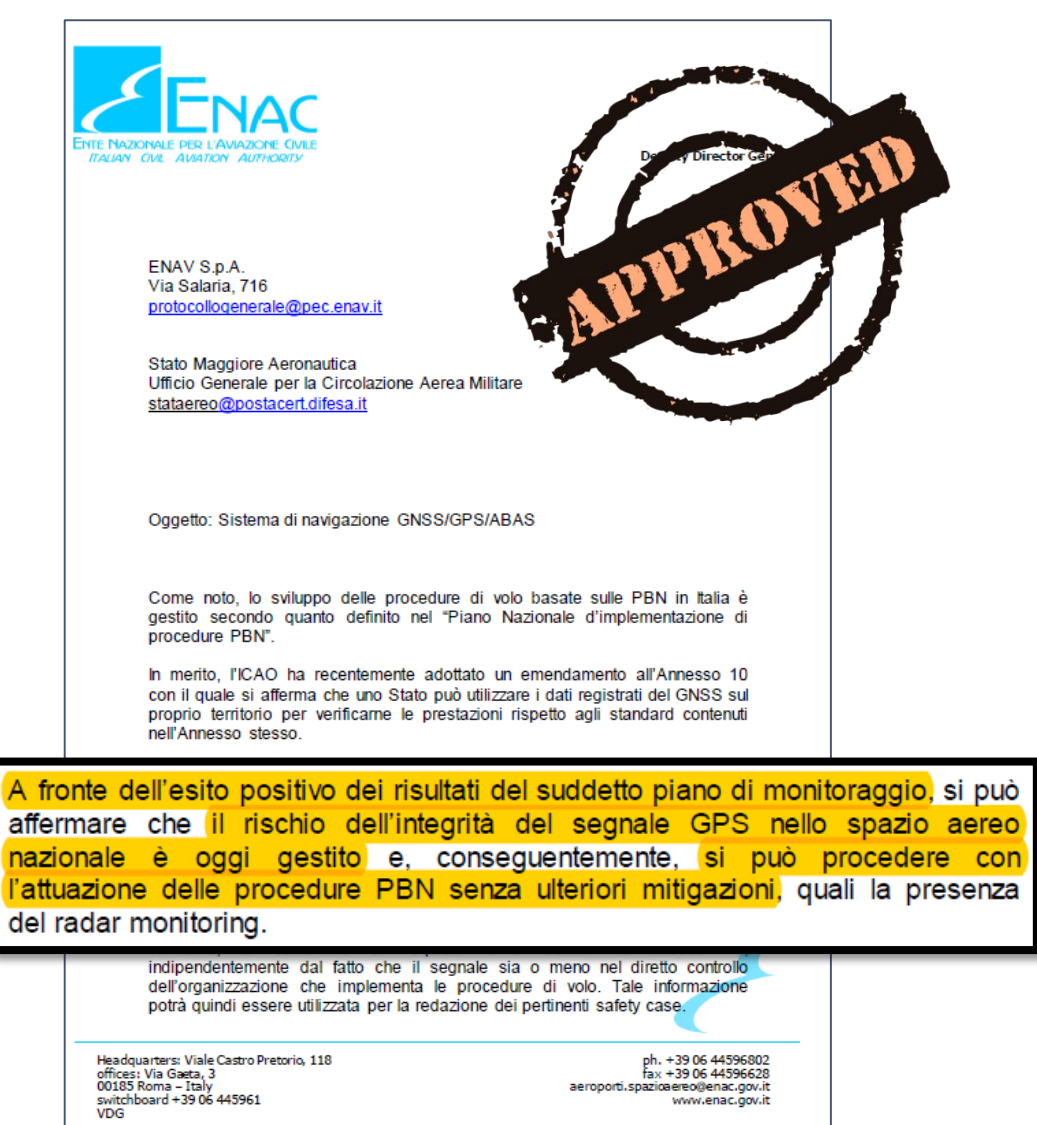 ENAC
ENTE NAZIONALE PER L'AVIAZIONE CIVILE
ITALIAN CIVIL AVIATION AUTHORITY
Director
APPROVED
ENAV S.p.A.
Via Salaria, 716
protocollogenerale@pec.enav.it
Stato Maggiore Aeronautica
Ufficio Generale per la Circolazione Aerea Militare
stataereo@postacert.difesa.it
Oggetto: Sistema di navigazione GNSS/GPS/ABAS
Come noto, lo sviluppo delle procedure di volo basate sulle PBN in Italia è
gestito secondo quanto definito nel “Piano Nazionale d’implementazione di
procedure PBN”.
In merito, l’ICAO ha recentemente adottato un emendamento all’Annesso 10
con il quale si afferma che uno Stato può utilizzare i dati registrati del GNSS sul
proprio territorio per verificarne le prestazioni rispetto agli standard contenuti
nell’Annesso stesso.
A fronte dell’esito positivo dei risultati del suddetto piano di monitoraggio, si può
affermare che il rischio dell’integrità del segnale GPS nello spazio aereo
nazionale è oggi gestito e, conseguentemente, si può procedere con
l’attuazione delle procedure PBN senza ulteriori mitigazioni, quali la presenza
del radar monitoring.
indipendentemente dal fatto che il segnale sia o meno nel diretto controllo
dell’organizzazione che implementa le procedure di volo. Tale informazione
potrà quindi essere utilizzata per la redazione dei pertinenti safety case.
Headquarters: Viale Castro Pretorio, 118
offices: Via Gaeta, 3
00185 Roma – Italy
switchboard +39 06 445961
VDG
ph. +39 06 44596802
fax +39 06 44596628
aeroporti.spazioaereo@enac.gov.it
www.enac.gov.it